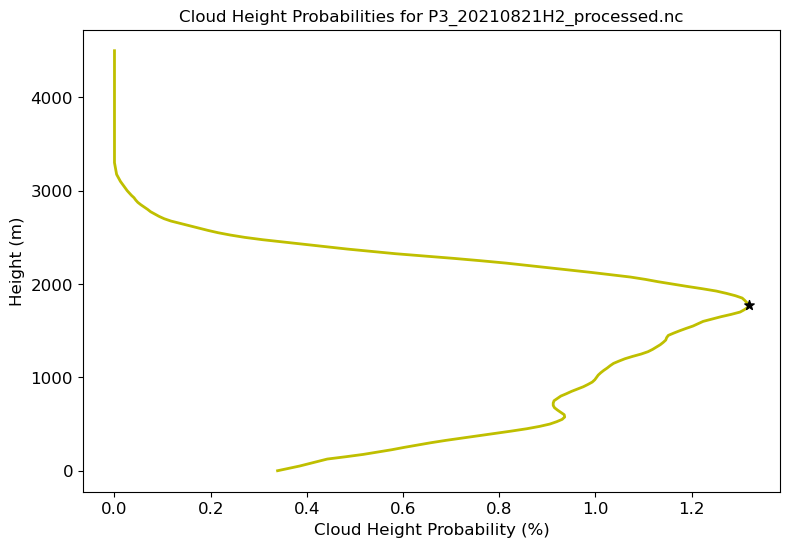 Cloud Height Probabilities for P3_20210821H2_processed.nc
Height (m)
4000
3000
2000
1000
0
0.0 0.2 0.4 0.6 0.8 1.0 1.2
Cloud Height Probability (%)